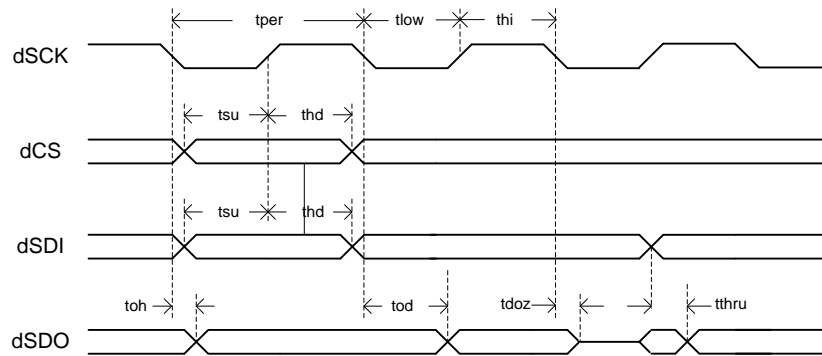 tper tlow thi
dSCK
tsu thd
dCS
tsu thd
dSDI
toh tod tdoz tthru
dSDO